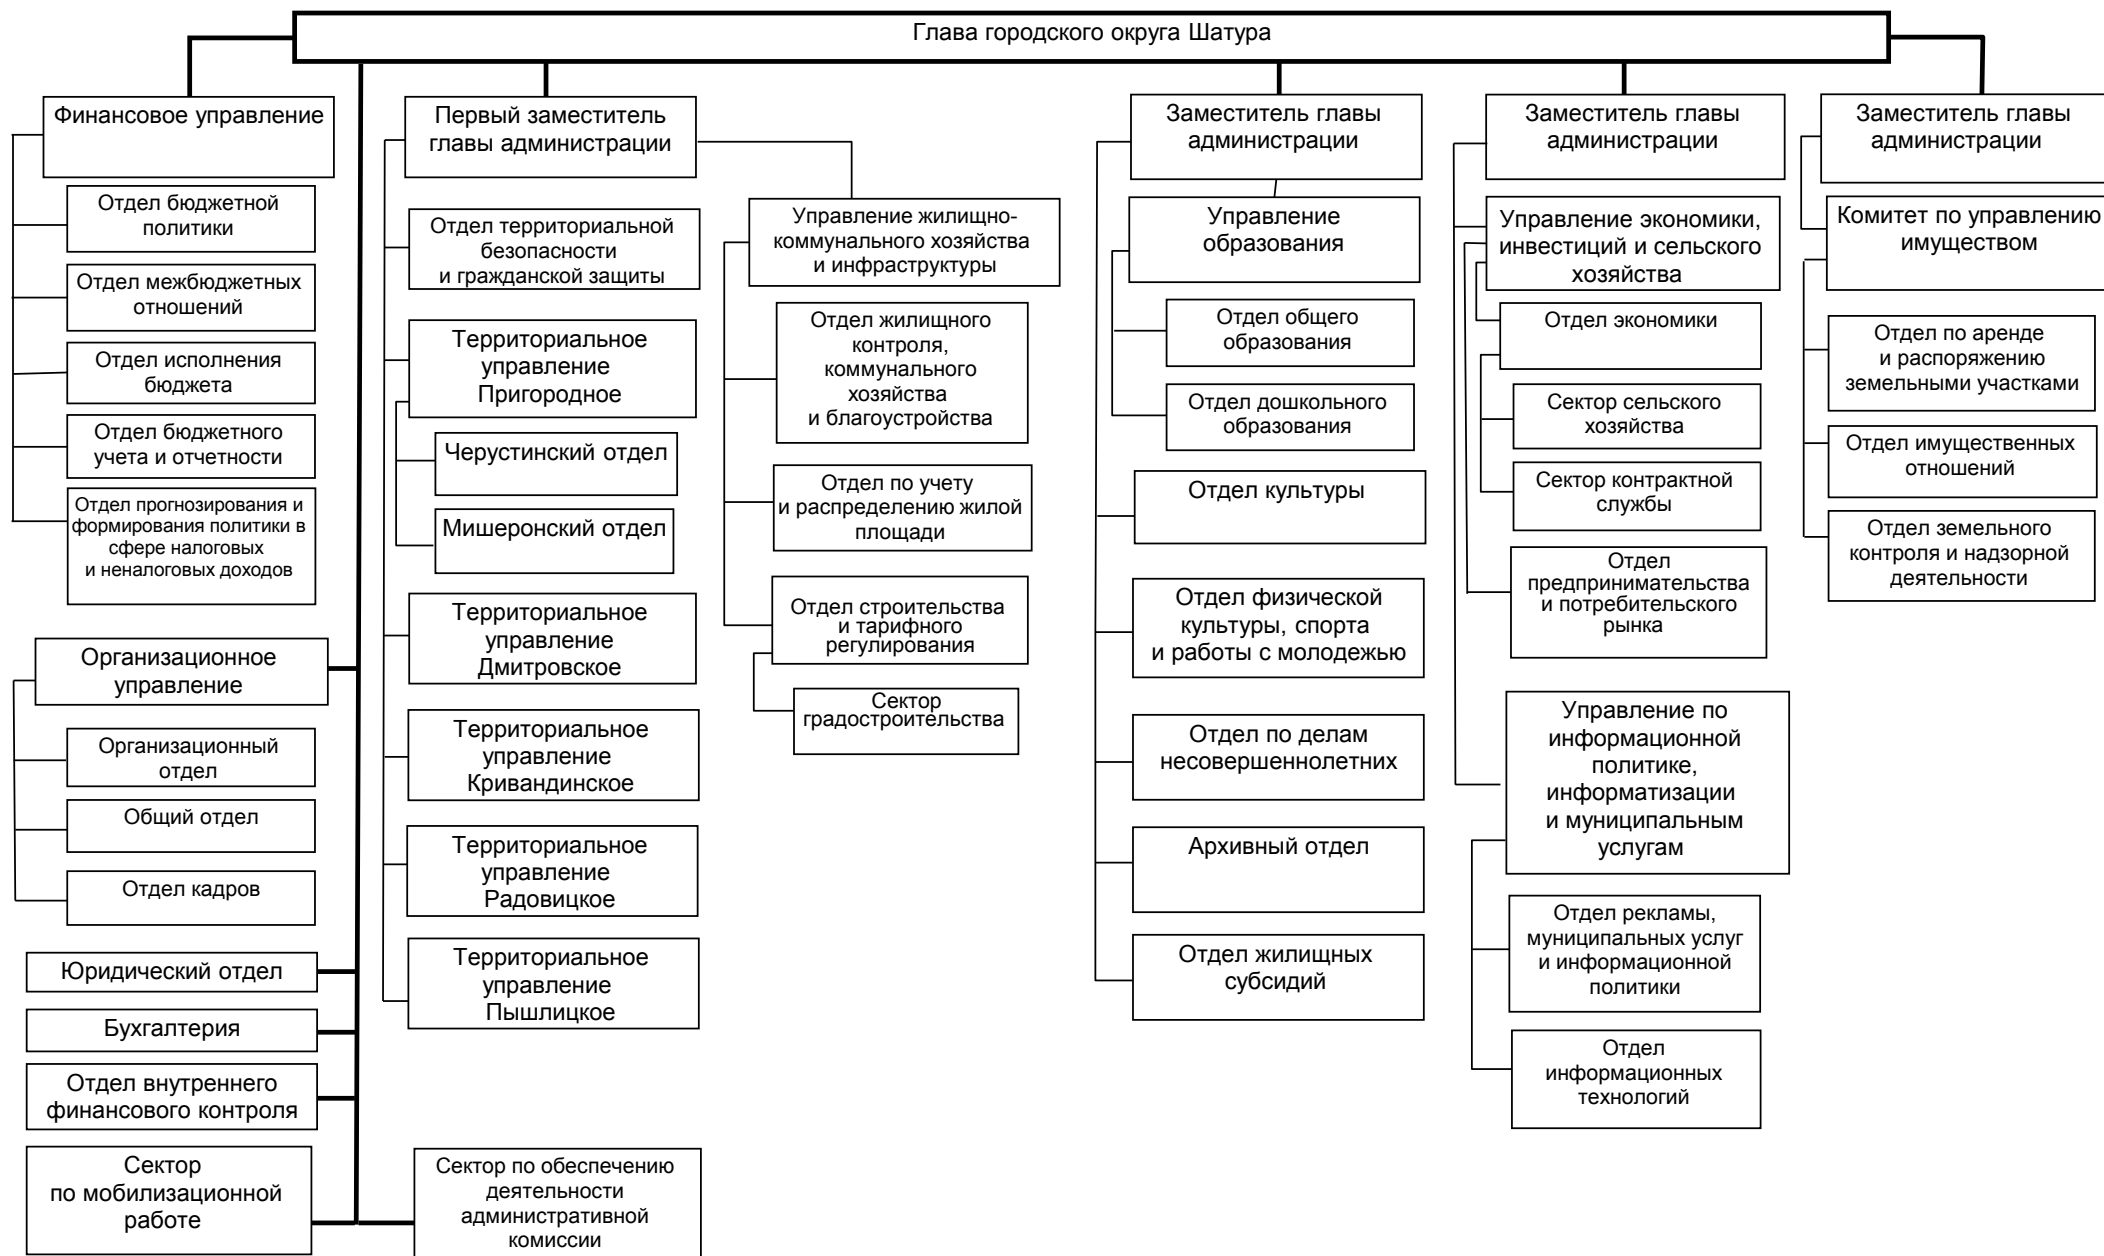 Глава городского округа Шатура
Финансовое управление
Отдел бюджетной
политики
Отдел межбюджетных
отношений
Отдел исполнения
бюджета
Отдел бюджетного
учета и отчетности
Отдел прогнозирования и
формирования политики в
сфере налоговых
и неналоговых доходов
Организационное
управление
Организационный
отдел
Общий отдел
Отдел кадров
Юридический отдел
Бухгалтерия
Отдел внутреннего
финансового контроля
Сектор
по мобилизационной
работе
Первый заместитель
главы администрации
Отдел территориальной
безопасности
и гражданской защиты
Территориальное
управление
Пригородное
Черустинский отдел
Мишеронский отдел
Территориальное
управление
Дмитровское
Территориальное
управление
Кривандинское
Территориальное
управление
Радовицкое
Территориальное
управление
Пышлицкое
Сектор по обеспечению
деятельности
административной
комиссии
Управление жилищно-
коммунального хозяйства
и инфраструктуры
Отдел жилищного
контроля,
коммунального
хозяйства
и благоустройства
Отдел по учету
и распределению жилой
площади
Отдел строительства
и тарифного
регулирования
Сектор
градостроительства
Заместитель главы
администрации
Управление
образования
Отдел общего
образования
Отдел дошкольного
образования
Отдел культуры
Отдел физической
культуры, спорта
и работы с молодежью
Отдел по делам
несовершеннолетних
Архивный отдел
Отдел жилищных
субсидий
Заместитель главы
администрации
Управление экономики,
инвестиций и сельского
хозяйства
Отдел экономики
Сектор сельского
хозяйства
Сектор контрактной
службы
Отдел
предпринимательства
и потребительского
рынка
Управление по
информационной
политике,
информатизации
и муниципальным
услугам
Отдел рекламы,
муниципальных услуг
и информационной
политики
Отдел
информационных
технологий
Заместитель главы
администрации
Комитет по управлению
имуществом
Отдел по аренде
и распоряжению
земельными участками
Отдел имущественных
отношений
Отдел земельного
контроля и надзорной
деятельности